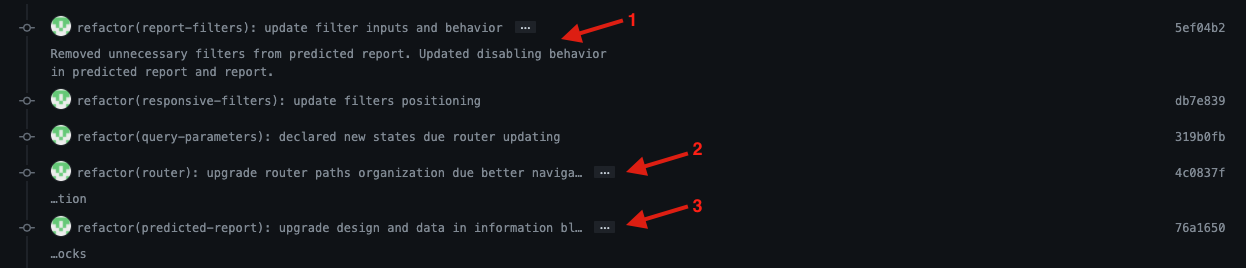 refactor(report-filters): update filter inputs and behavior … 1 5ef04b2
Removed unnecessary filters from predicted report. Updated disabling behavior
in predicted report and report.
refactor(responsive-filters): update filters positioning db7e839
refactor(query-parameters): declared new states due router updating 319b0fb
refactor(router): upgrade router paths organization due better naviga… … 2 4c0837f
…tion
refactor(predicted-report): upgrade design and data in information bl… … 3 76a1650
…ocks